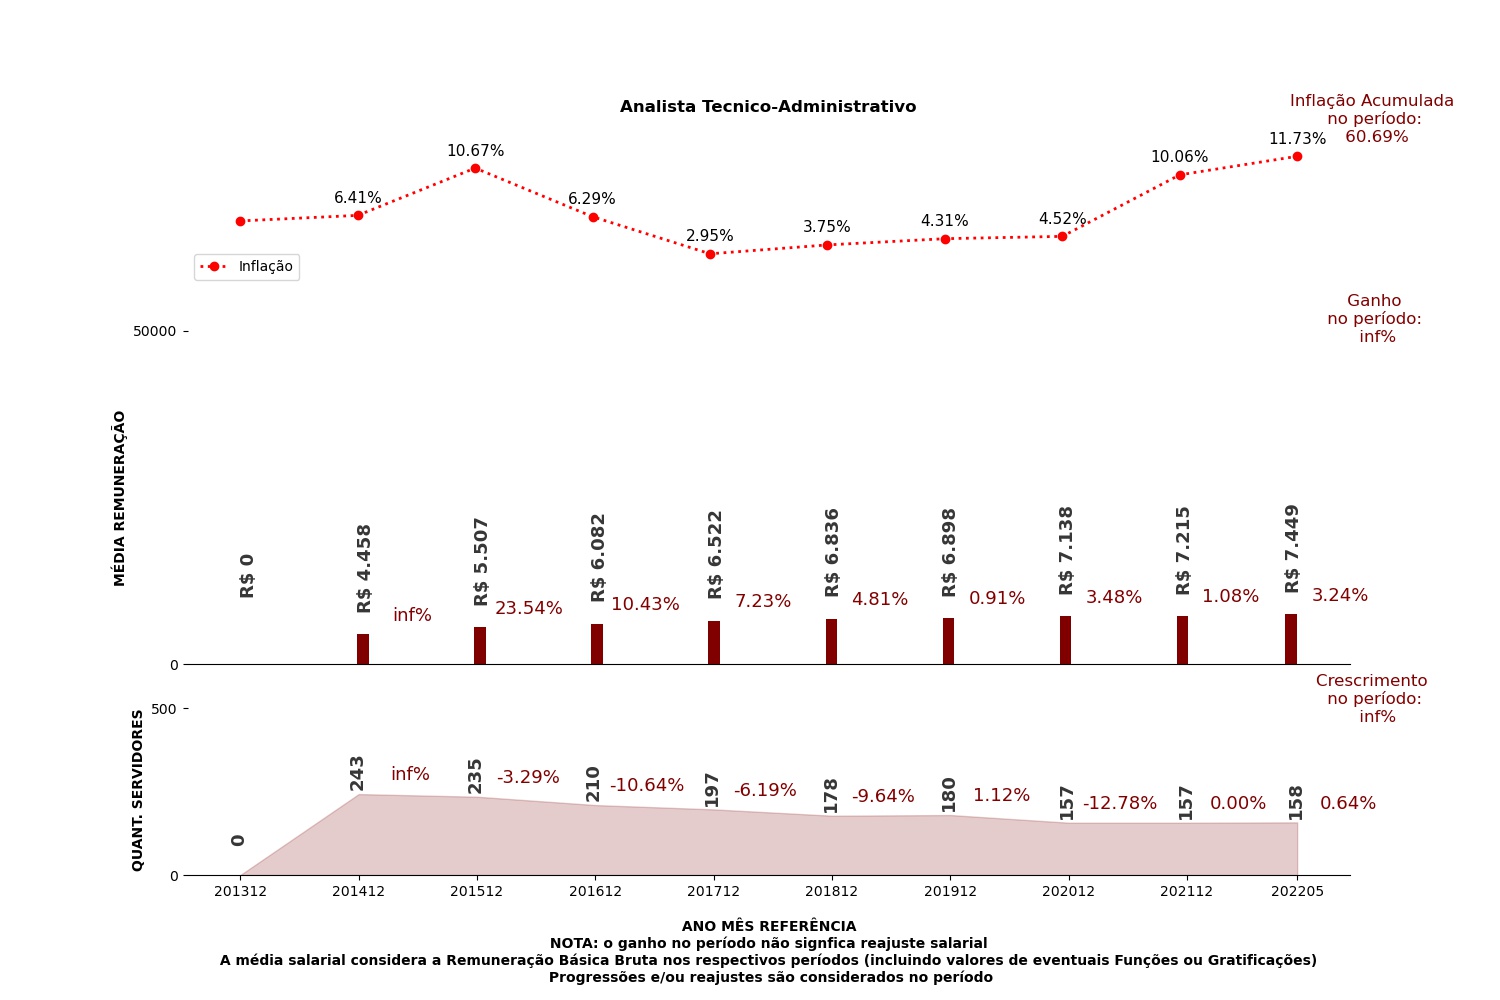 Analista Tecnico-Administrativo
Inflação Acumulada
no período:
60.69%
6.41%
10.67%
6.29%
2.95%
3.75%
4.31%
4.52%
10.06%
11.73%
Inflação
Ganho
no período:
inf%
50000
0
MÉDIA REMUNERAÇÃO
R$ 0
R$ 4.458
R$ 5.507
R$ 6.082
R$ 6.522
R$ 6.836
R$ 6.898
R$ 7.138
R$ 7.215
R$ 7.449
inf%
23.54%
10.43%
7.23%
4.81%
0.91%
3.48%
1.08%
3.24%
Crescrimento
no período:
inf%
500
0
QUANT. SERVIDORES
0
243
235
210
197
178
180
157
157
158
inf%
-3.29%
-10.64%
-6.19%
-9.64%
1.12%
-12.78%
0.00%
0.64%
201312
201412
201512
201612
201712
201812
201912
202012
202112
202205
ANO MÊS REFERÊNCIA
NOTA: o ganho no período não signfica reajuste salarial
A média salarial considera a Remuneração Básica Bruta nos respectivos períodos (incluindo valores de eventuais Funções ou Gratificações)
Progressões e/ou reajustes são considerados no período